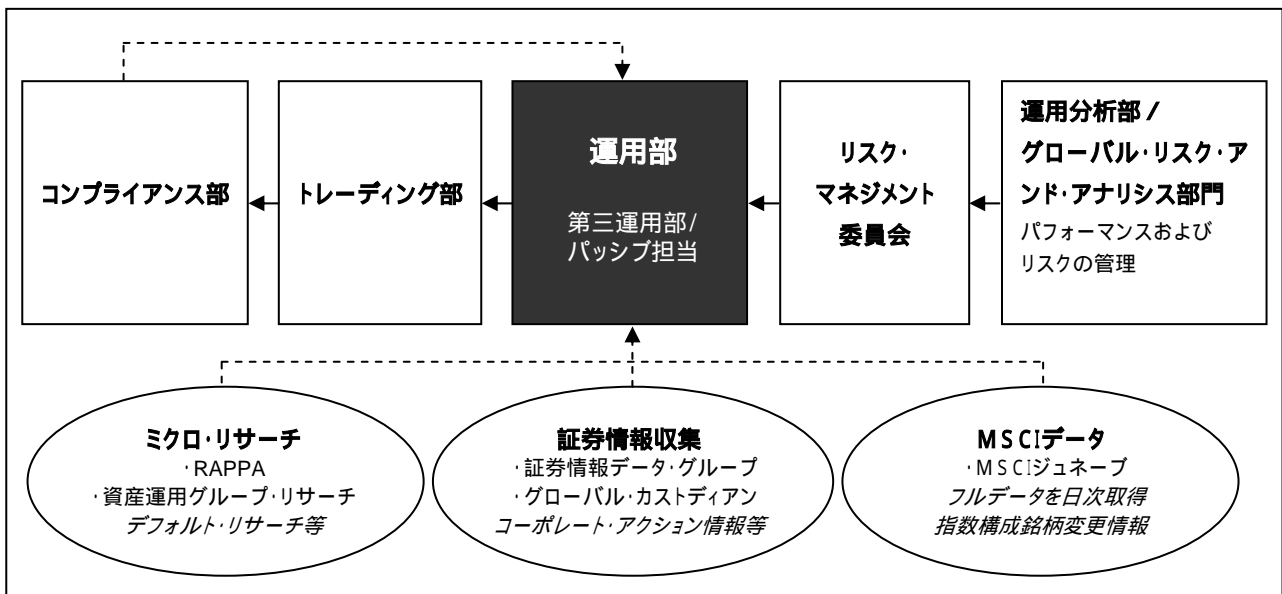 コンプライアンス部
トレーディング部
運用部
第三運用部/
パッシブ担当
リスク・
マネジメント
委員会
運用分析部/
グローバル・リスク・ア
ンド・アナリシス部門
パフォーマンスおよび
リスクの管理
ミクロ・リサーチ
・RAPPA
・資産運用グループ・リサーチ
デフォルト・リサーチ等
証券情報収集
・証券情報データ・グループ
・グローバル・カストディアン
コーポレート・アクション情報等
MSCIデータ
・MSCIジュネーブ
フルデータを日次取得
指数構成銘柄変更情報